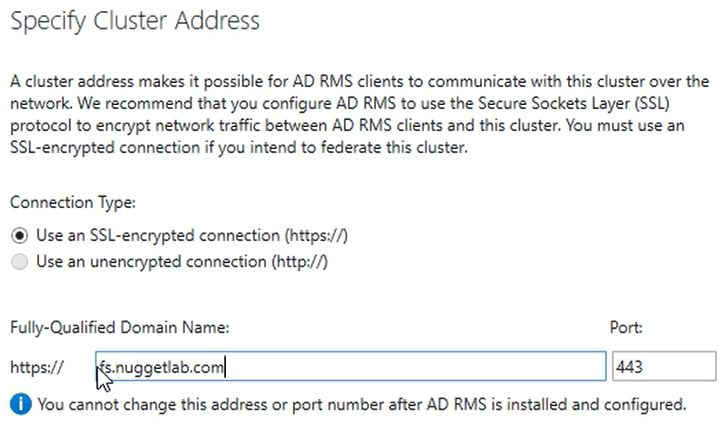 Specify Cluster Address
A cluster address makes it possible for AD RMS clients to communicate with this cluster over the
network. We recommend that you configure AD RMS to use the Secure Sockets Layer (SSL)
protocol to encrypt network traffic between AD RMS clients and this cluster. You must use an
SSL-encrypted connection if you intend to federate this cluster.
Connection Type:
Use an SSL-encrypted connection (https://)
Use an unencrypted connection (http://)
Fully-Qualified Domain Name: Port:
https:// fs.nuggetlab.com 443
You cannot change this address or port number after AD RMS is installed and configured.